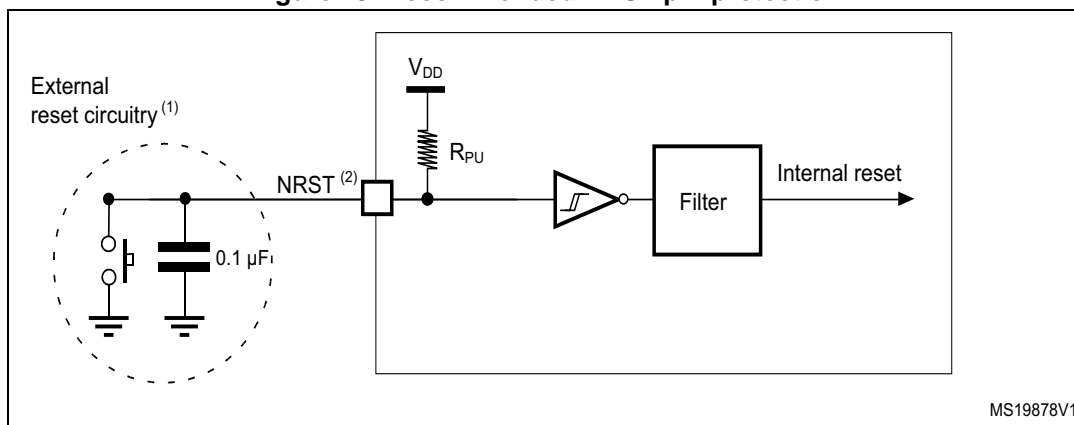 External
reset circuitry (1)
V_DD
R_PU
NRST (2)
0.1 µF
Filter
Internal reset
MS19878V1